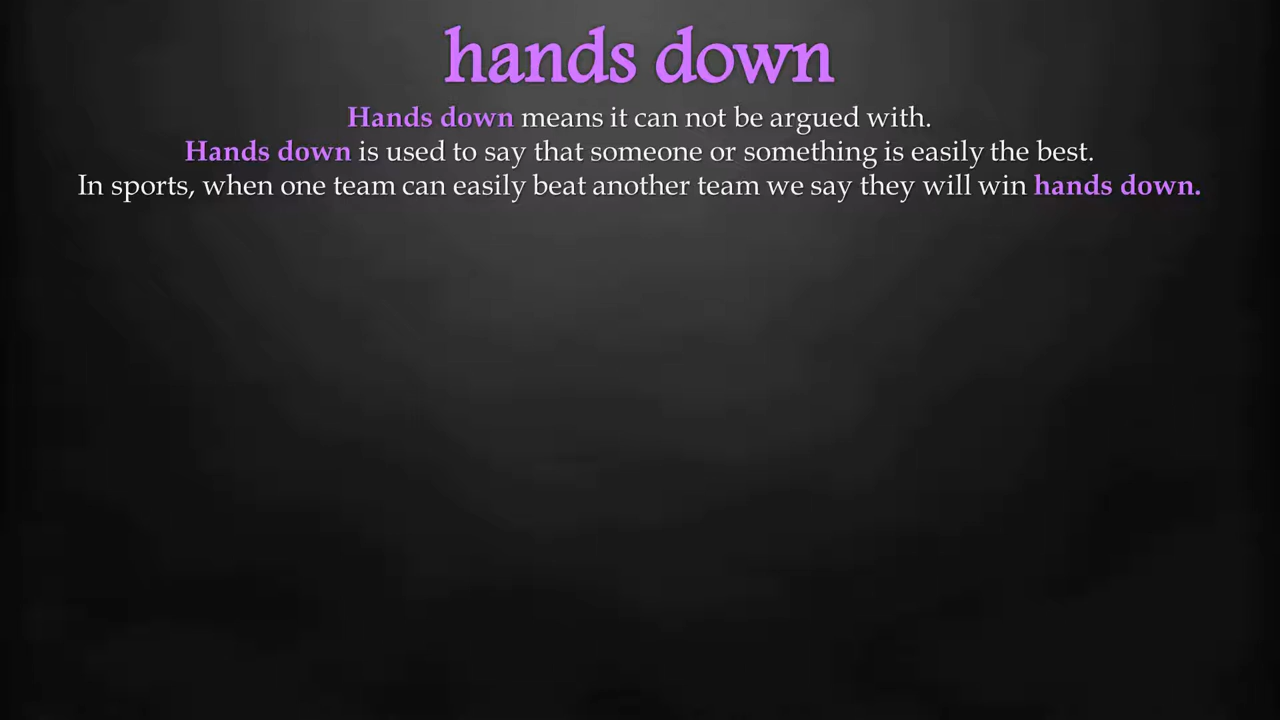 hands down
Hands down means it can not be argued with.
Hands down is used to say that someone or something is easily the best.
In sports, when one team can easily beat another team we say they will win hands down.